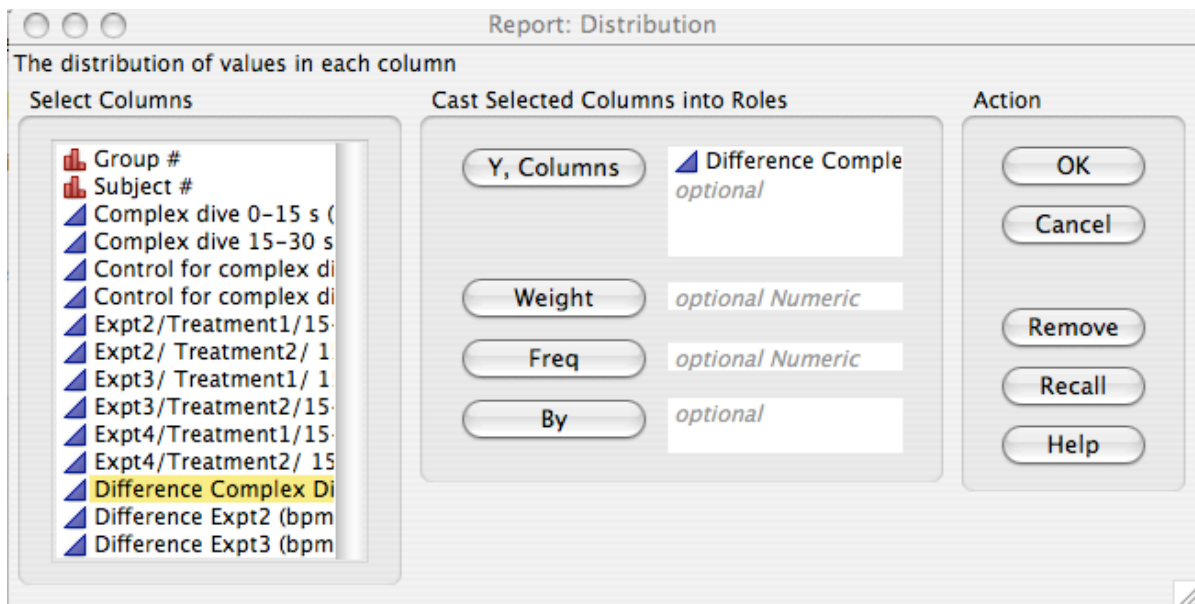 Report: Distribution
The distribution of values in each column
Select Columns
Group #
Subject #
Complex dive 0-15 s (
Complex dive 15-30 s
Control for complex di
Control for complex di
Expt2/Treatment1/15-
Expt2/ Treatment2/ 1
Expt3/ Treatment1/ 1
Expt3/Treatment2/15-
Expt4/Treatment1/15-
Expt4/Treatment2/ 15
Difference Complex Di
Difference Expt2 (bpm
Difference Expt3 (bpm
Cast Selected Columns into Roles
Y, Columns
Difference Comple
optional
Weight
optional Numeric
Freq
optional Numeric
By
optional
Action
OK
Cancel
Remove
Recall
Help